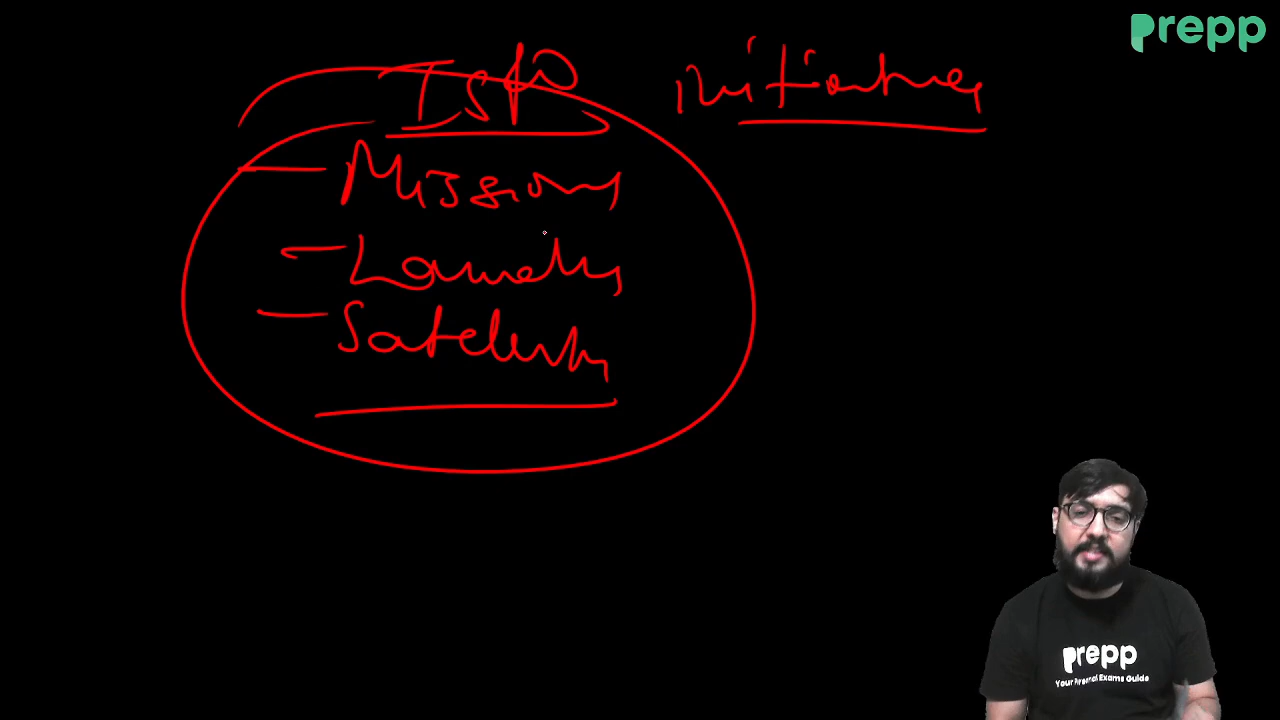 prepp
ISRO initiatives
– Missions
– Launches
– Satellites
prepp
Your Personal Exams Guide